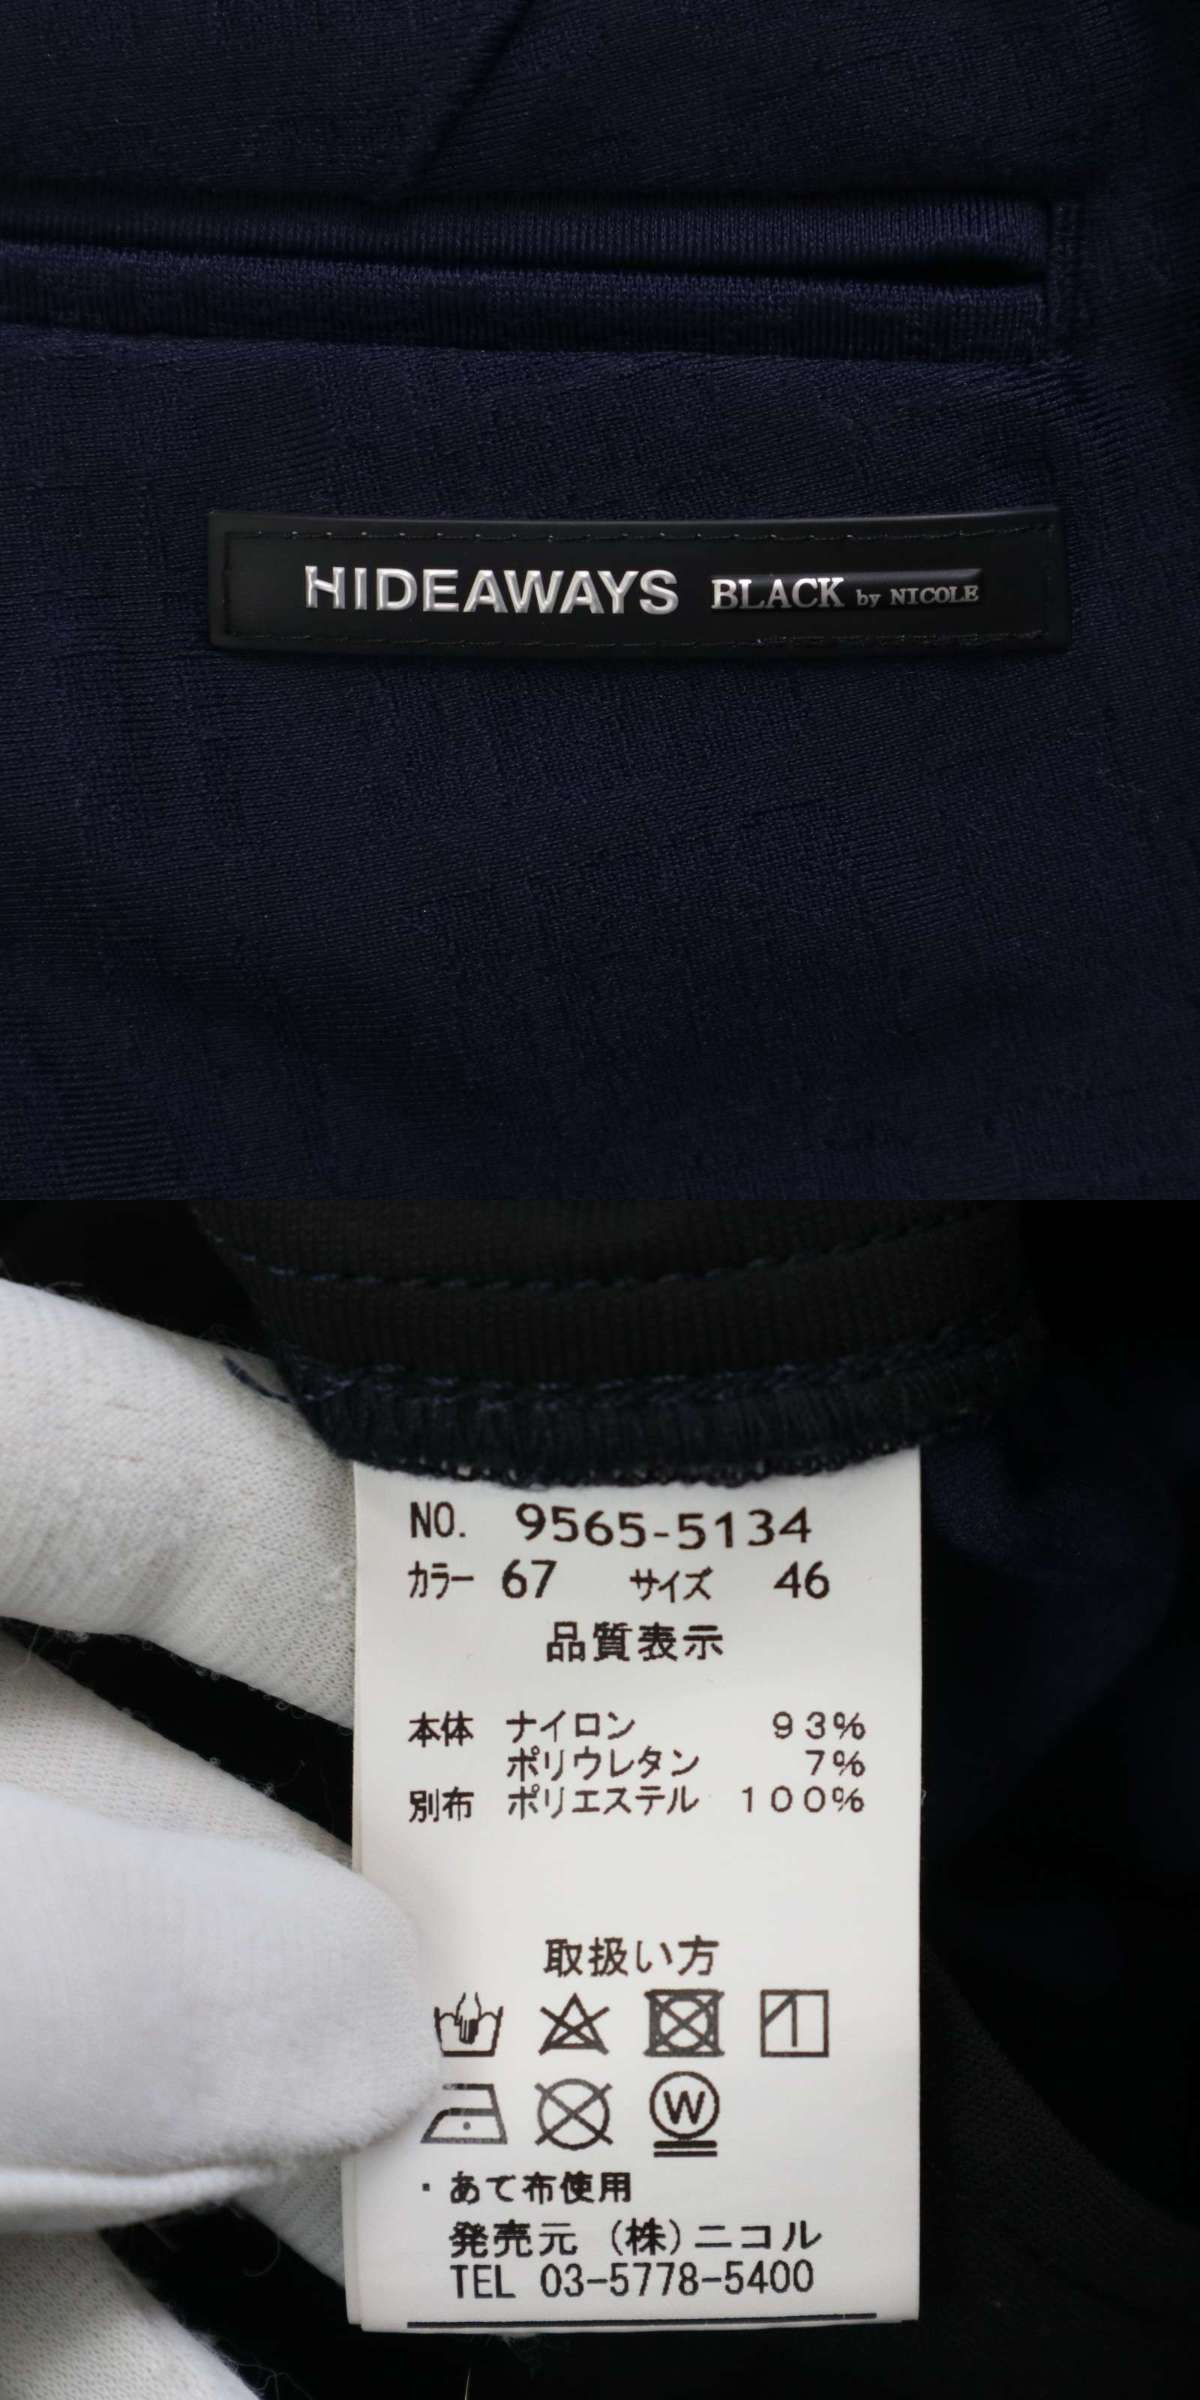 HIDEAWAYS BLACK by NICOLE
NO. 9565-5134
カラー 67 サイズ 46
品質表示
本体 ナイロン 93%
ポリウレタン 7%
別布 ポリエステル 100%
取扱い方
W
・あて布使用
発売元 (株)ニコル
TEL 03-5778-5400